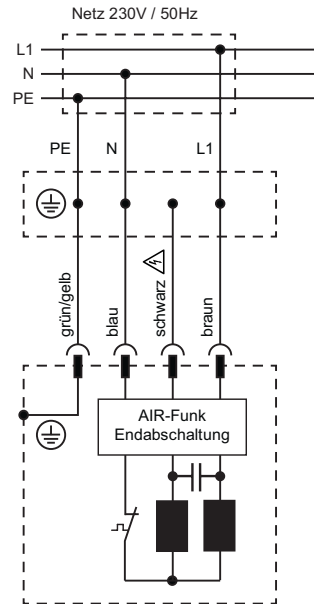 Netz 230V / 50Hz
L1
N
PE
PE N L1
grün/gelb
blau
schwarz
braun
AIR-Funk
Endabschaltung